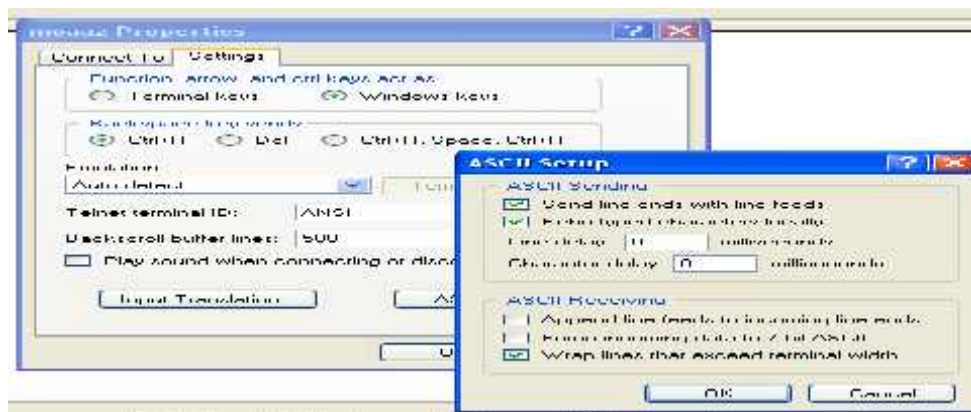 mouaz Properties
Connect To Settings
Function, arrow, and ctrl keys act as
Terminal keys Windows keys
Backspace key sends
Ctrl+H Del Ctrl+H, Space, Ctrl+H
Emulation:
Auto detect
Telnet terminal ID: ANSI
Backscroll buffer lines: 500
Play sound when connecting or disc
Input Translation
ASCII Setup
ASCII Sending
Send line ends with line feeds
Echo typed characters locally
Line delay: 0 milliseconds
Character delay: 0 milliseconds
ASCII Receiving
Append line feeds to incoming line ends
Force incoming data to 7-bit ASCII
Wrap lines that exceed terminal width
OK Cancel